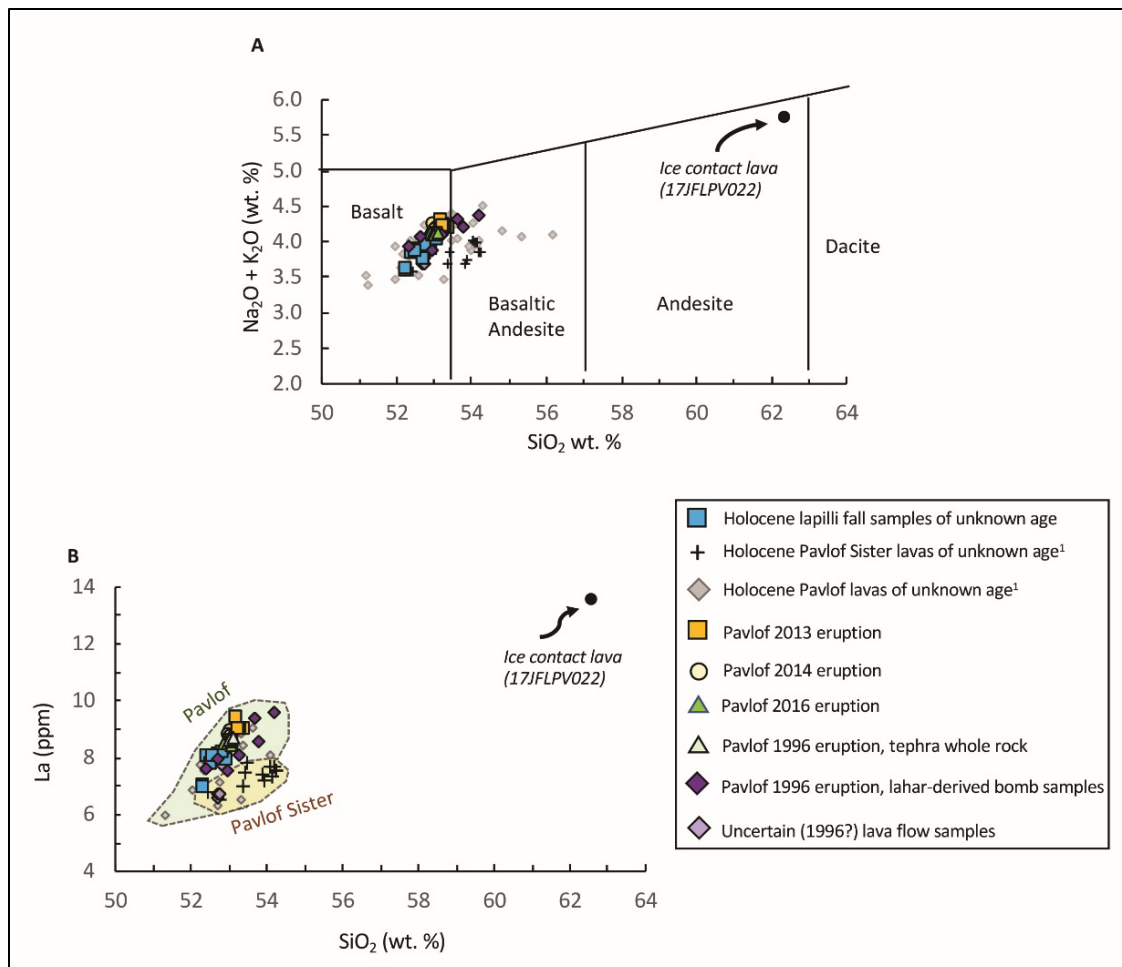 A
6.0
5.5
5.0
4.5
4.0
3.5
3.0
2.5
2.0
Na₂O + K₂O (wt. %)
Basalt
Basaltic
Andesite
Andesite
Dacite
Ice contact lava
(17JFLPV022)
50 52 54 56 58 60 62 64
SiO₂ wt. %
B
14
12
10
8
6
4
La (ppm)
Pavlof
Pavlof Sister
Ice contact lava
(17JFLPV022)
50 52 54 56 58 60 62 64
SiO₂ (wt. %)
Holocene lapilli fall samples of unknown age
Holocene Pavlof Sister lavas of unknown age¹
Holocene Pavlof lavas of unknown age¹
Pavlof 2013 eruption
Pavlof 2014 eruption
Pavlof 2016 eruption
Pavlof 1996 eruption, tephra whole rock
Pavlof 1996 eruption, lahar-derived bomb samples
Uncertain (1996?) lava flow samples